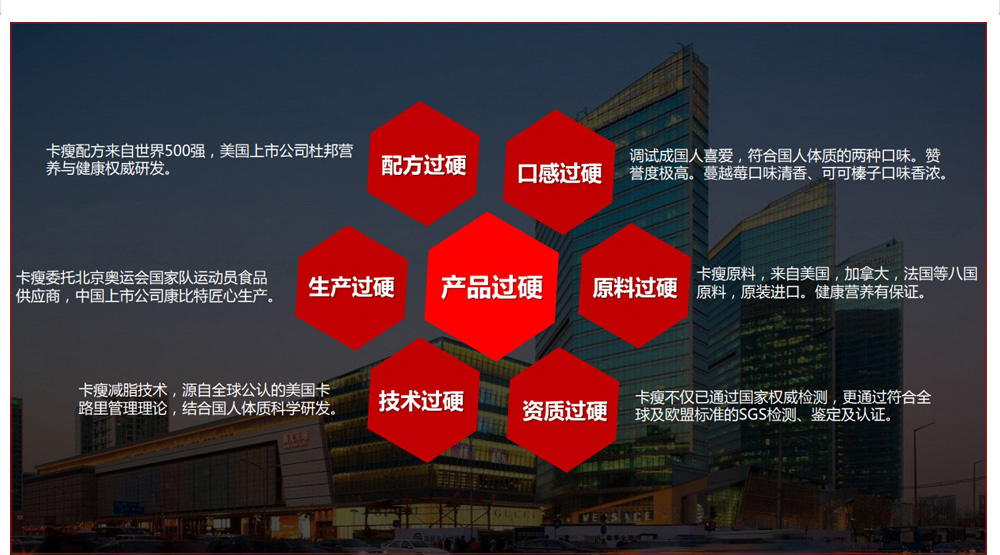 卡瘦配方来自世界500强，美国上市公司杜邦营
养与健康权威研发。
配方过硬
口感过硬
调试成国人喜爱，符合国人体质的两种口味。赞
誉度极高。蔓越莓口味清香、可可榛子口味香浓。
卡瘦委托北京奥运会国家队运动员食品
供应商，中国上市公司康比特匠心生产。
生产过硬
产品过硬
原料过硬
卡瘦原料，来自美国，加拿大，法国等八国
原料，原装进口。健康营养有保证。
卡瘦减脂技术，源自全球公认的美国卡
路里管理理论，结合国人体质科学研发。
技术过硬
资质过硬
卡瘦不仅已通过国家权威检测，更通过符合全
球及欧盟标准的SGS检测、鉴定及认证。
GUCCI
VERSACE